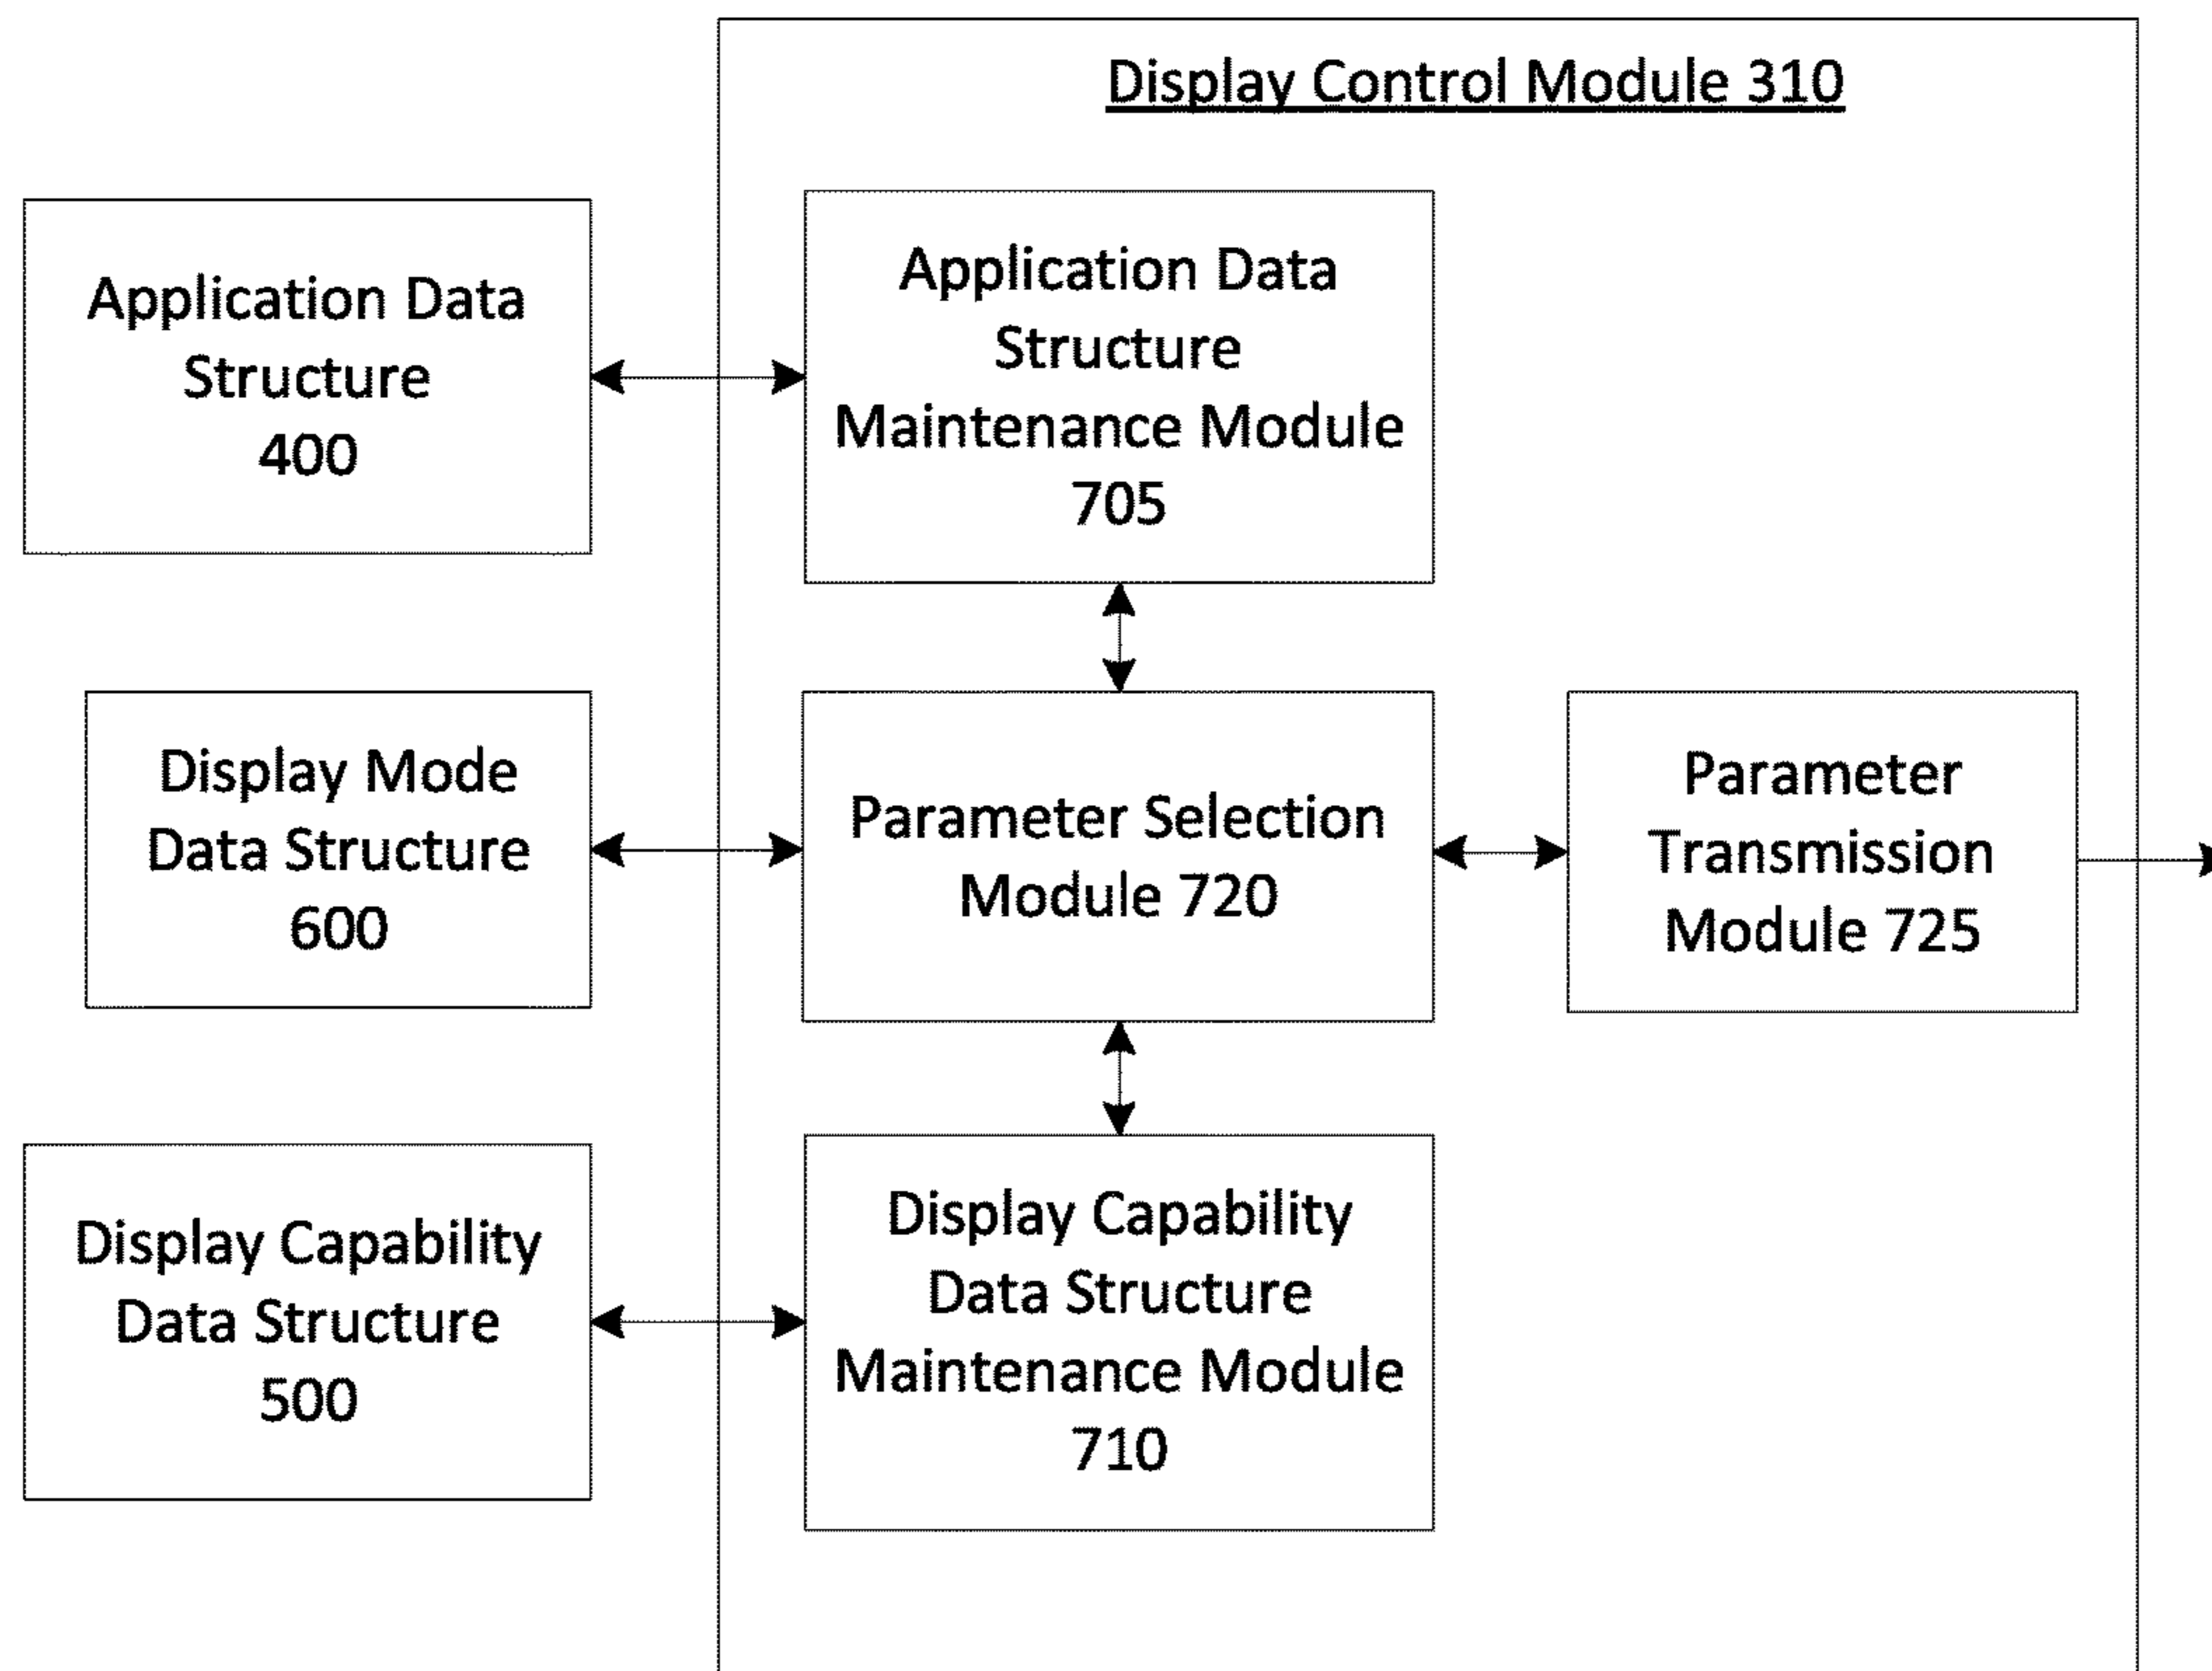 Display Control Module 310
Application Data
Structure
400
Application Data
Structure
Maintenance Module
705
Display Mode
Data Structure
600
Parameter Selection
Module 720
Parameter
Transmission
Module 725
Display Capability
Data Structure
500
Display Capability
Data Structure
Maintenance Module
710